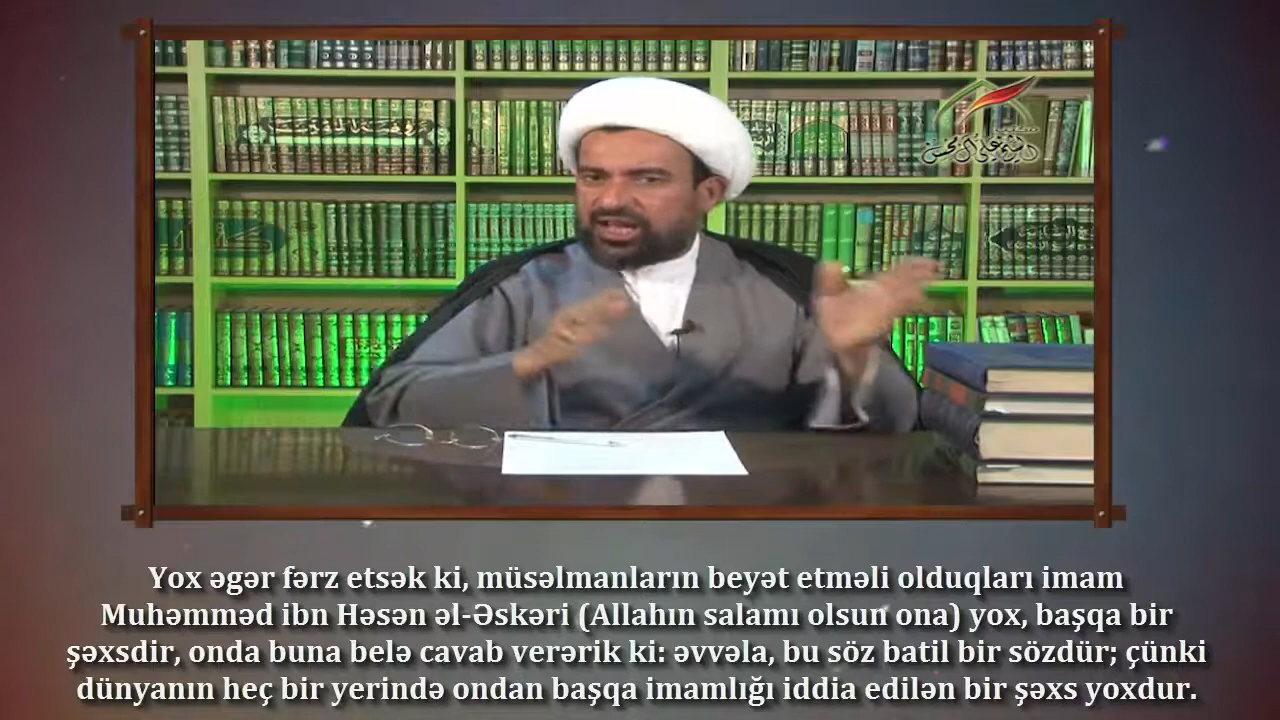 Yox əgər fərz etsək ki, müsəlmanların beyət etməli olduqları imam
Muhəmməd ibn Həsən əl-Əskəri (Allahın salamı olsun ona) yox, başqa bir
şəxsdir, onda buna belə cavab verərik ki: əvvəla, bu söz batil bir sözdür; çünki
dünyanın heç bir yerində ondan başqa imamlığı iddia edilən bir şəxs yoxdur.